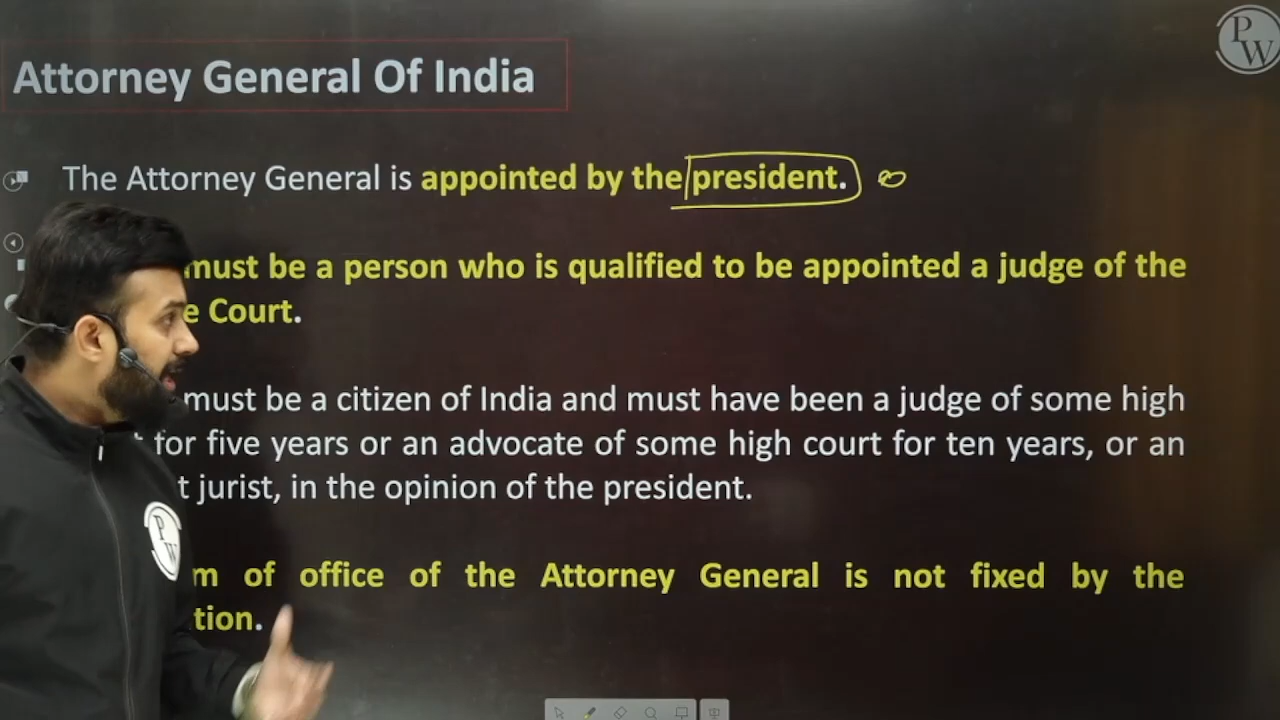 PW
Attorney General Of India
The Attorney General is appointed by the president.
must be a person who is qualified to be appointed a judge of the
e Court.
must be a citizen of India and must have been a judge of some high
for five years or an advocate of some high court for ten years, or an
t jurist, in the opinion of the president.
m of office of the Attorney General is not fixed by the
tion.
PW